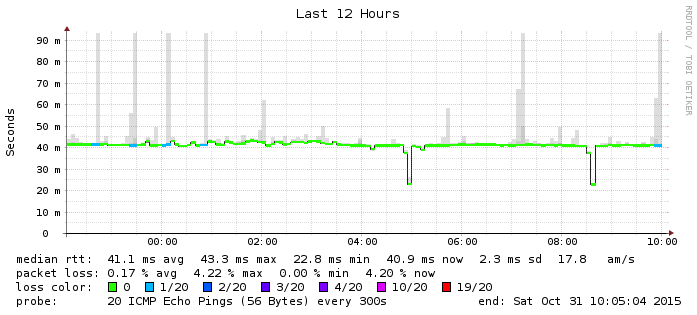 Last 12 Hours
RRDTOOL / TOBI OETIKER
Seconds
90 m
80 m
70 m
60 m
50 m
40 m
30 m
20 m
10 m
0
00:00 02:00 04:00 06:00 08:00 10:00
median rtt: 41.1 ms avg 43.3 ms max 22.8 ms min 40.9 ms now 2.3 ms sd 17.8 am/s
packet loss: 0.17 % avg 4.22 % max 0.00 % min 4.20 % now
loss color: 0 1/20 2/20 3/20 4/20 10/20 19/20
probe: 20 ICMP Echo Pings (56 Bytes) every 300s end: Sat Oct 31 10:05:04 2015